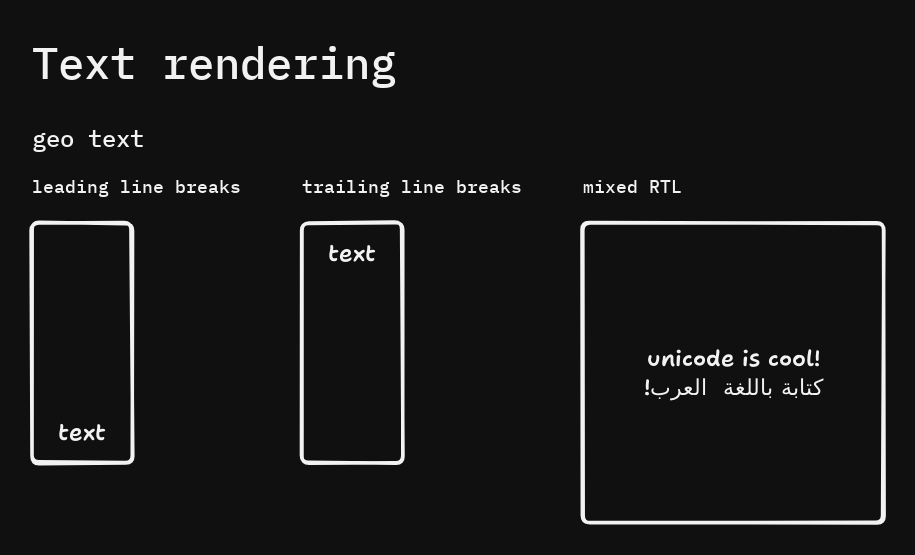 Text rendering
geo text
leading line breaks
trailing line breaks
mixed RTL
text
text
unicode is cool!
كتابة باللغة العرب!